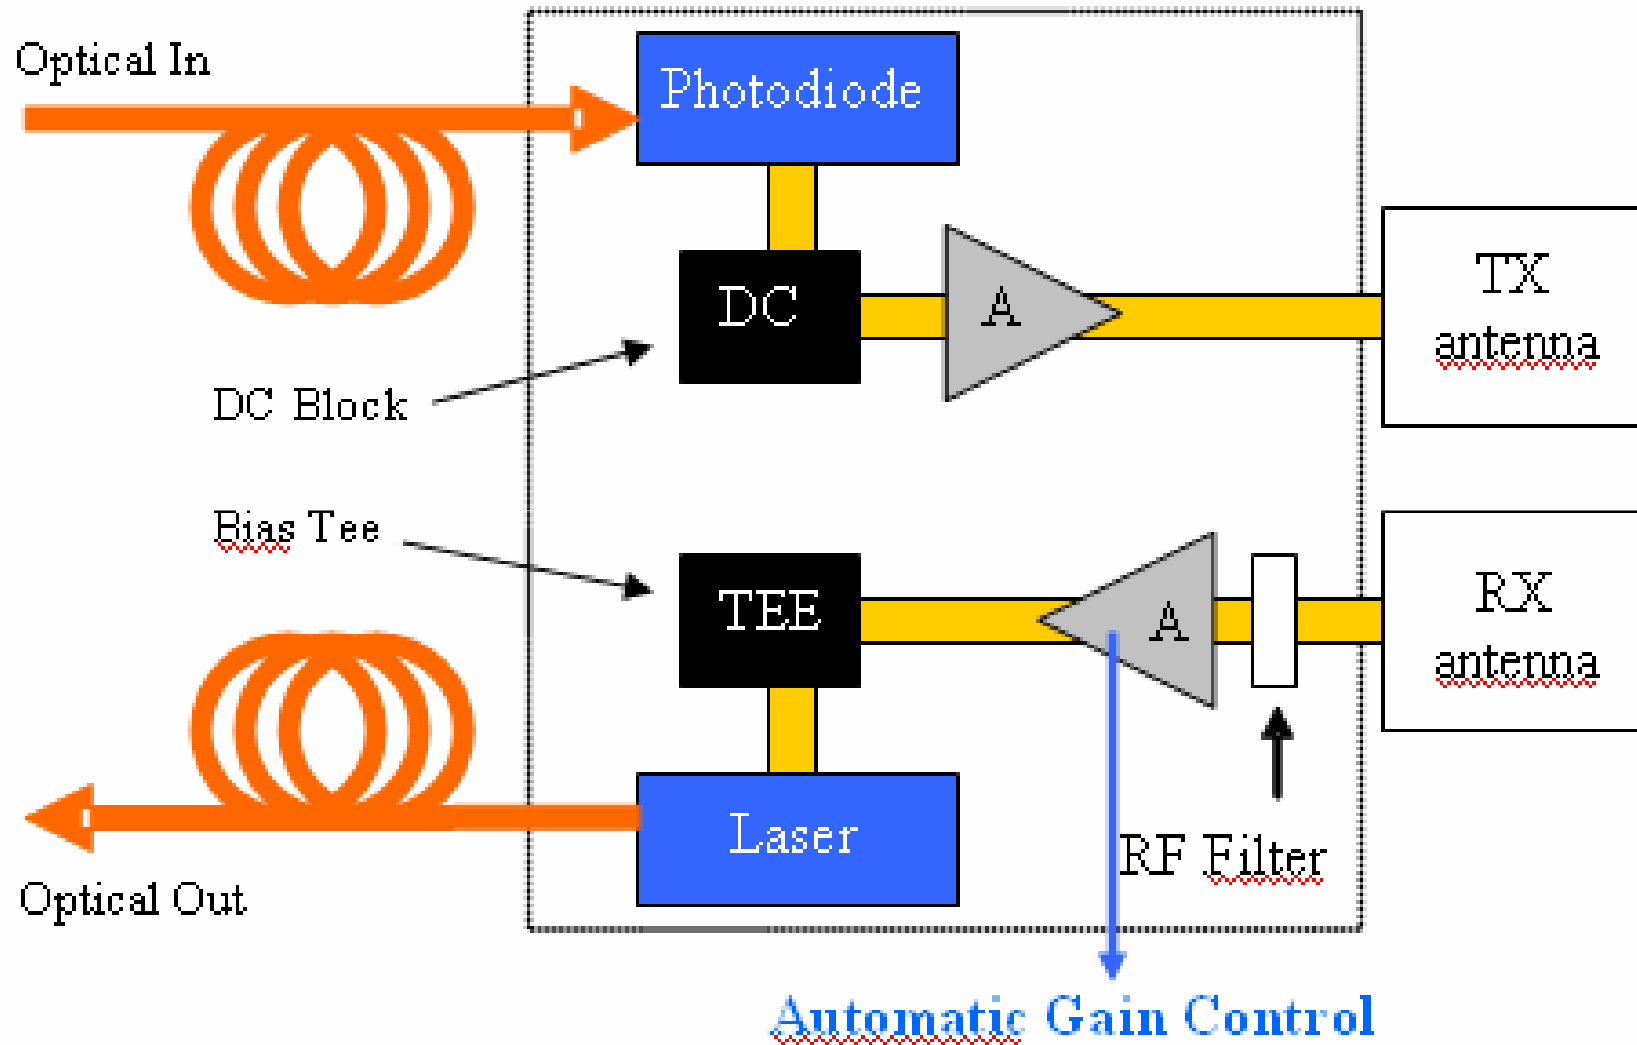 Optical In
Photodiode
DC
A
TX
antenna
DC Block
Bias Tee
TEE
A
RX
antenna
Laser
RF Filter
Optical Out
Automatic Gain Control